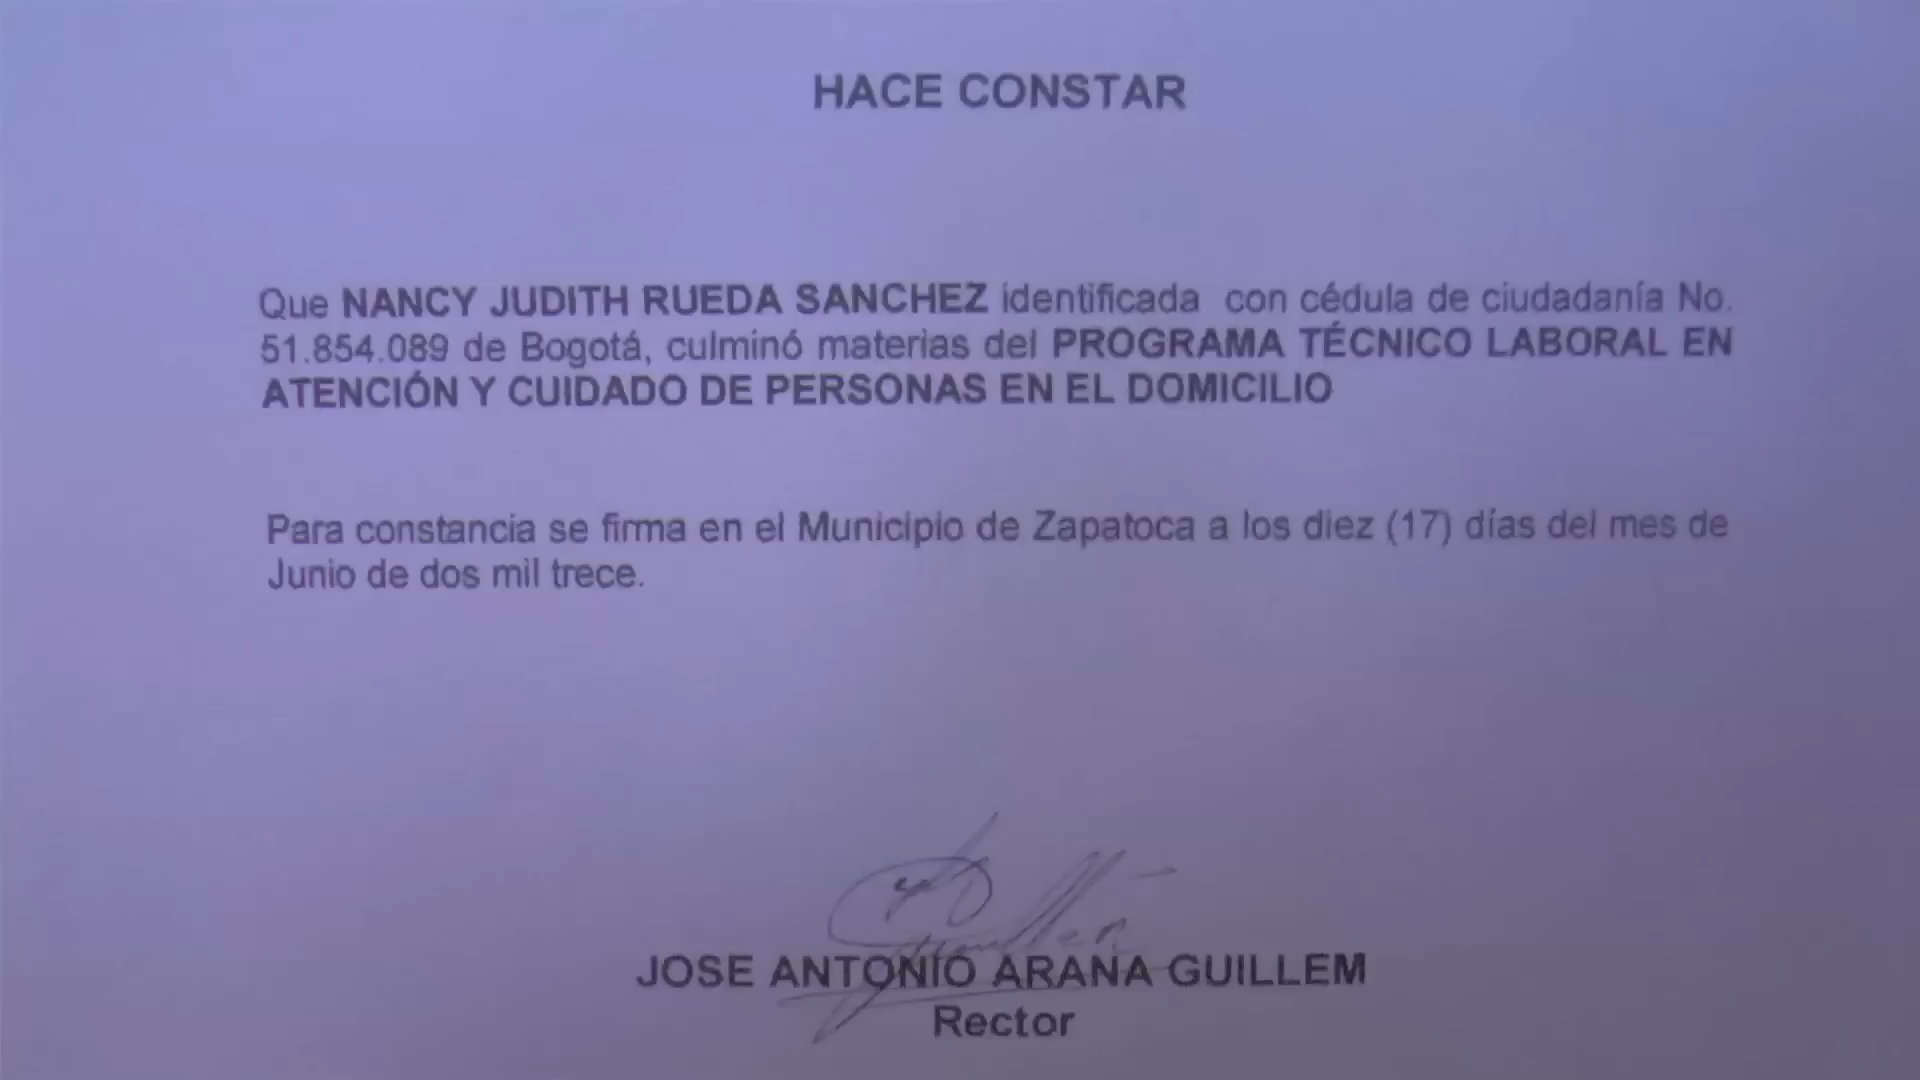 HACE CONSTAR
Que NANCY JUDITH RUEDA SANCHEZ identificada con cédula de ciudadanía No.
51.854.089 de Bogotá, culminó materias del PROGRAMA TÉCNICO LABORAL EN
ATENCIÓN Y CUIDADO DE PERSONAS EN EL DOMICILIO
Para constancia se firma en el Municipio de Zapatoca a los diez (17) días del mes de
Junio de dos mil trece.
JOSE ANTONIO ARANA GUILLEM
Rector